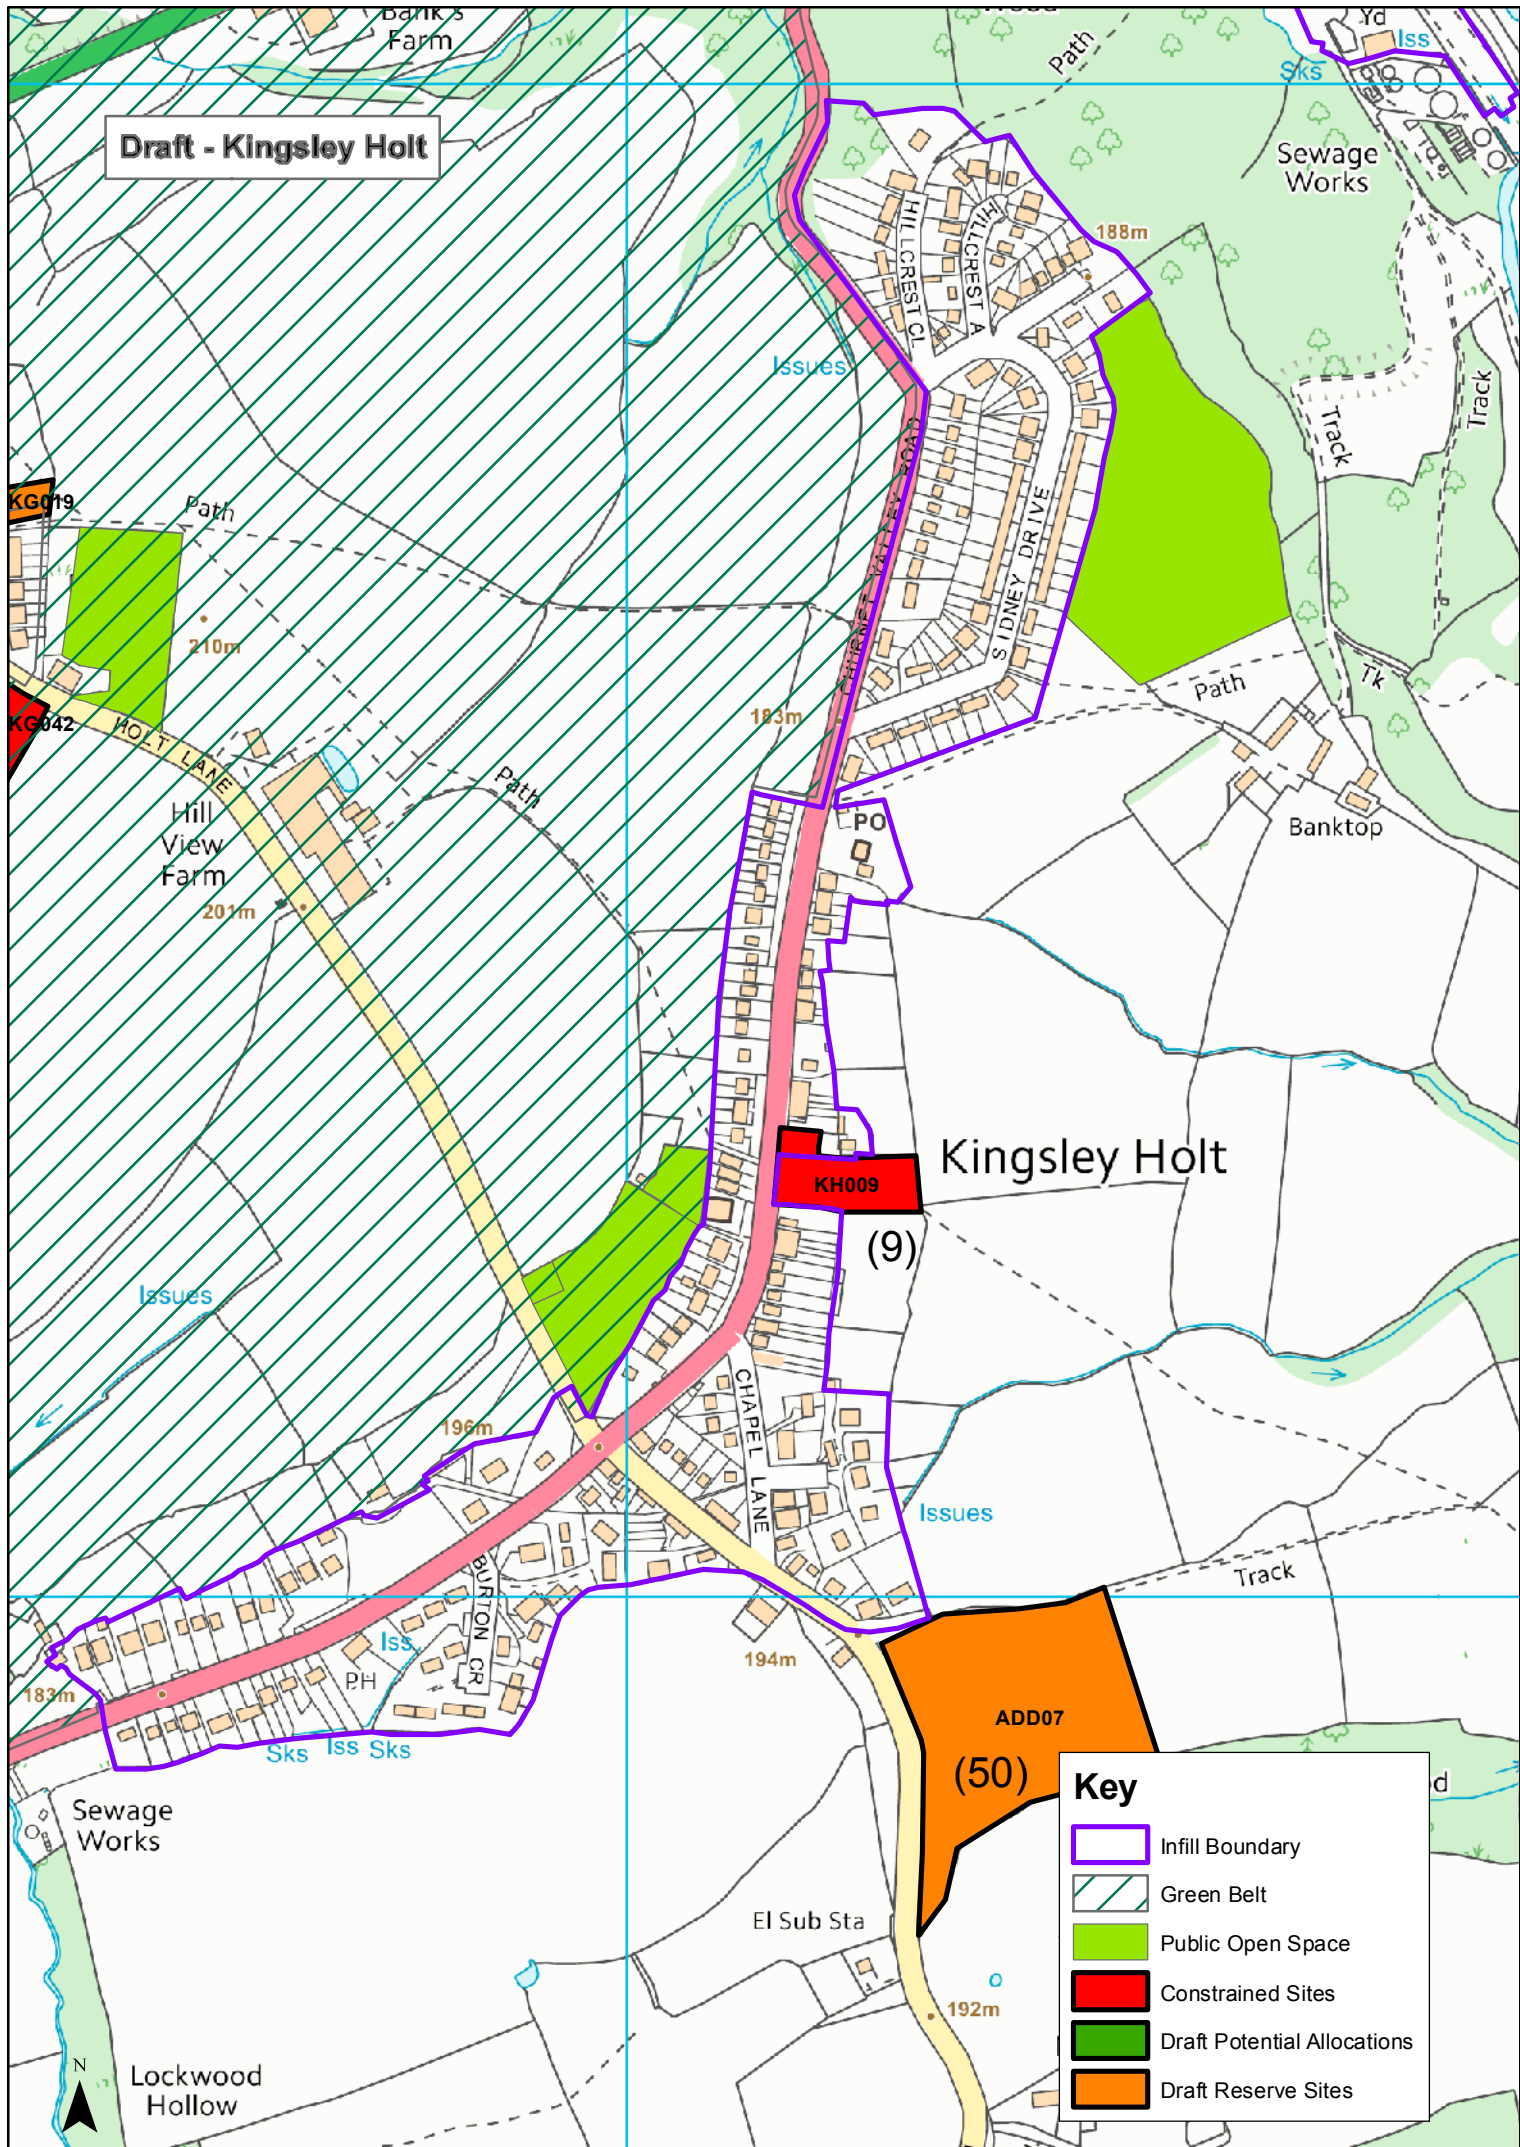 Bank's
Farm
Path
Yd
Iss
Sks
Draft - Kingsley Holt
Sewage
Works
Tanks
HILLCREST CL
HILLCREST A
188m
Issues
Track
Track
CHURNET VALLEY ROAD
SIDNEY DRIVE
KG019
Path
210m
KG042
HOLT LANE
183m
Path
Tk
Hill
View
Farm
Path
PO
Banktop
201m
Kingsley Holt
KH009
(9)
Issues
CHAPEL LANE
196m
Issues
BURTON CR
Track
Iss
PH
194m
183m
ADD07
(50)
Sks
Iss
Sks
Sewage
Works
Key
Infill Boundary
Green Belt
Public Open Space
Constrained Sites
Draft Potential Allocations
Draft Reserve Sites
El Sub Sta
192m
N
Lockwood
Hollow